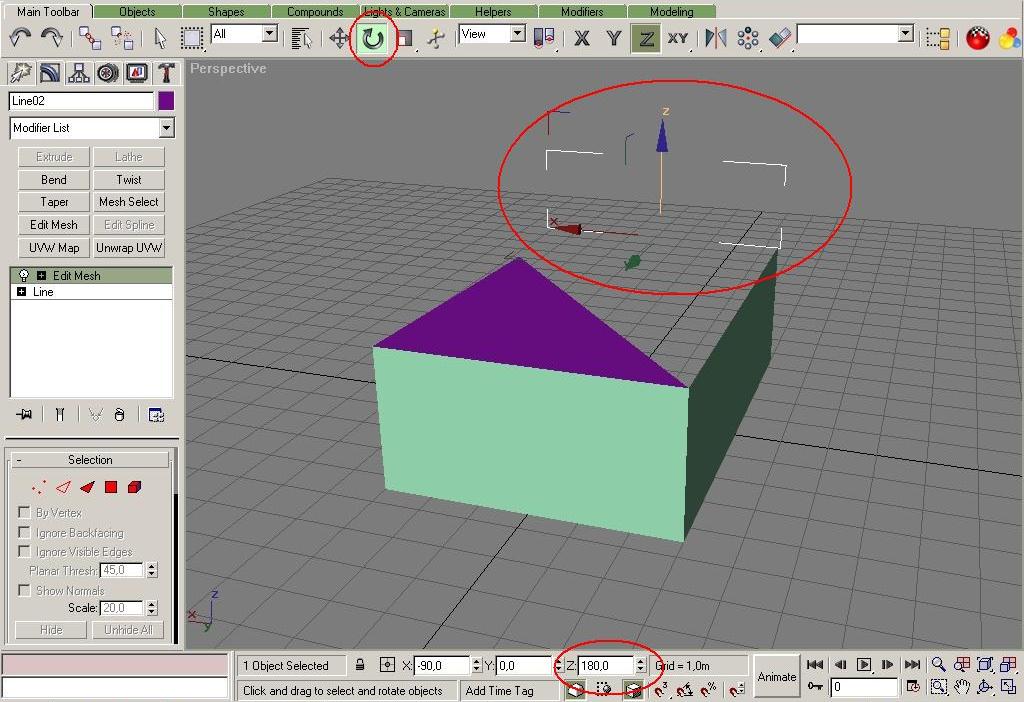 Main Toolbar Objects Shapes Compounds Lights & Cameras Helpers Modifiers Modeling
All View X Y Z XY
Perspective
Line02
Modifier List
Extrude Lathe
Bend Twist
Taper Mesh Select
Edit Mesh Edit Spline
UVW Map Unwrap UVW
Edit Mesh
Line
- Selection
By Vertex
Ignore Backfacing
Ignore Visible Edges
Planar Thresh: 45,0
Show Normals
Scale: 20,0
Hide Unhide All
z
x
z
x
y
1 Object Selected X: -90,0 Y: 0,0 Z: 180,0 Grid = 1,0m
Click and drag to select and rotate objects Add Time Tag
Animate
0